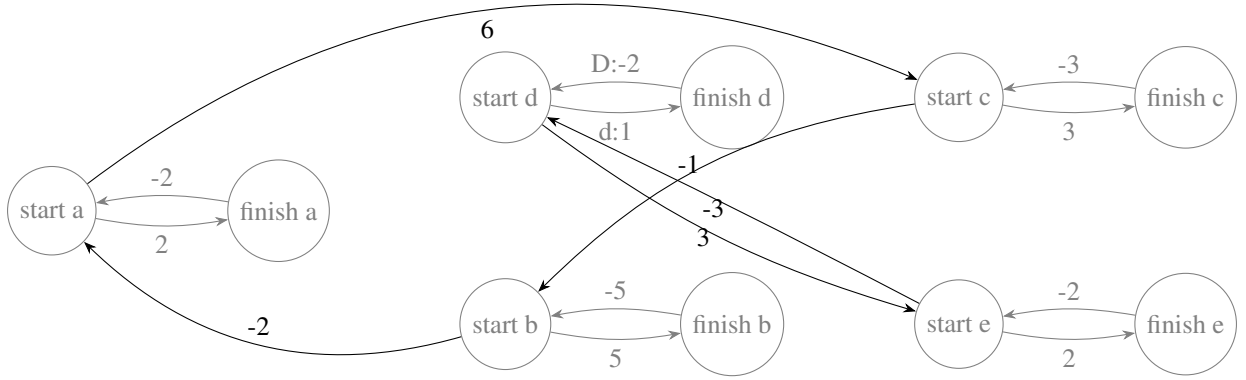 6
start d
D:-2
d:1
finish d
start c
-3
3
finish c
start a
-2
2
finish a
-1
-3
3
-2
start b
-5
5
finish b
start e
-2
2
finish e